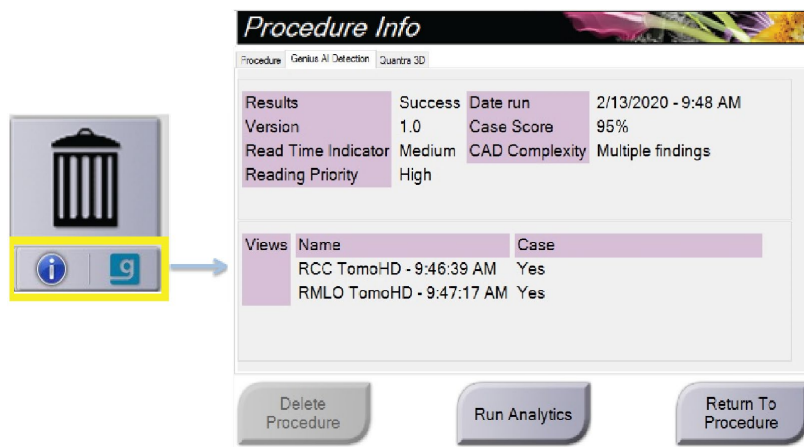 Procedure Info
Procedure Genius AI Detection Quantra 3D
Results Success Date run 2/13/2020 - 9:48 AM
Version 1.0 Case Score 95%
Read Time Indicator Medium CAD Complexity Multiple findings
Reading Priority High
i g
Views Name Case
RCC TomoHD - 9:46:39 AM Yes
RMLO TomoHD - 9:47:17 AM Yes
Delete
Procedure
Run Analytics
Return To
Procedure